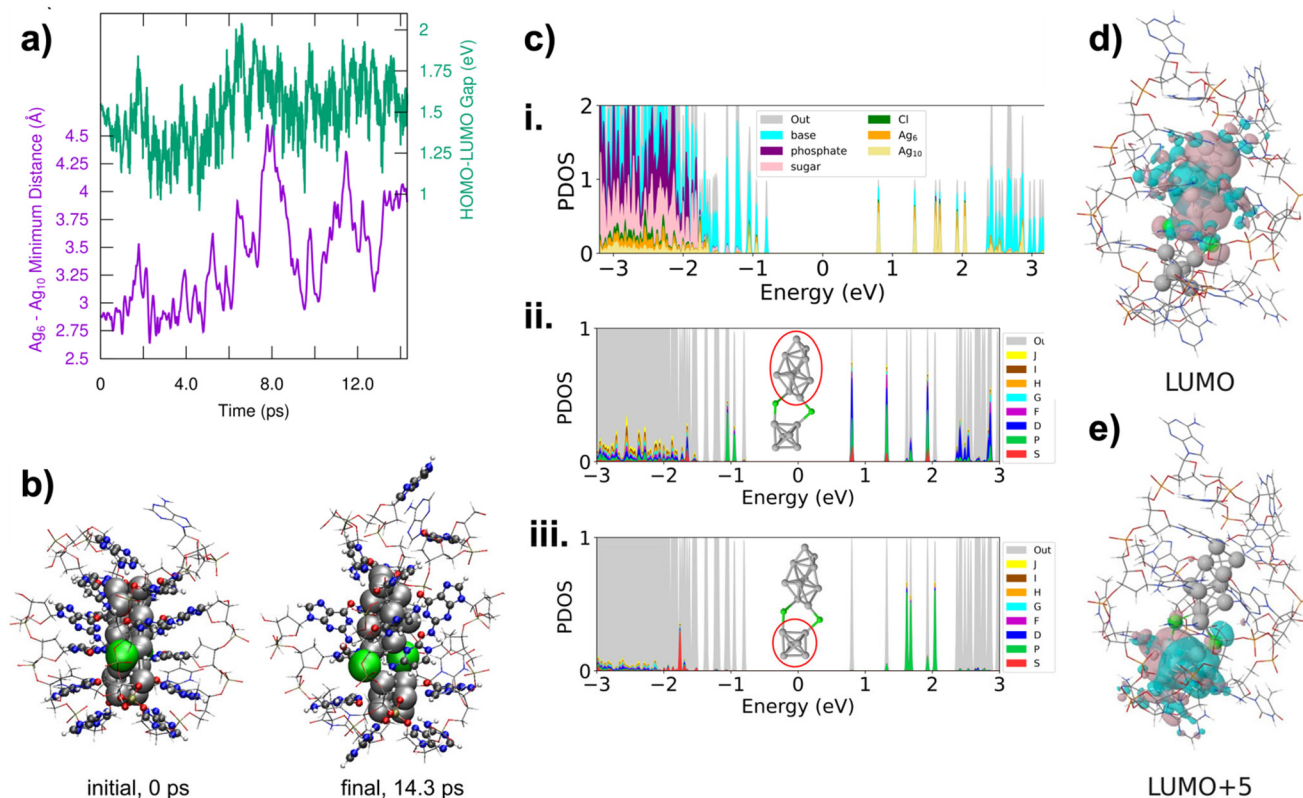 a)
Ag₆ - Ag₁₀ Minimum Distance (Å)
4.5
4.25
4
3.75
3.5
3.25
3
2.75
2.5
2
1.75
1.5
1.25
1
HOMO-LUMO Gap (eV)
0 4.0 8.0 12.0
Time (ps)
b)
initial, 0 ps
final, 14.3 ps
c)
i.
PDOS
2
1
0
Out
base
phosphate
sugar
Cl
Ag₆
Ag₁₀
−3 −2 −1 0 1 2 3
Energy (eV)
ii.
PDOS
1
0
Ou
J
I
H
G
F
D
P
S
−3 −2 −1 0 1 2 3
Energy (eV)
iii.
PDOS
1
0
Out
J
I
H
G
F
D
P
S
−3 −2 −1 0 1 2 3
Energy (eV)
d)
LUMO
e)
LUMO+5